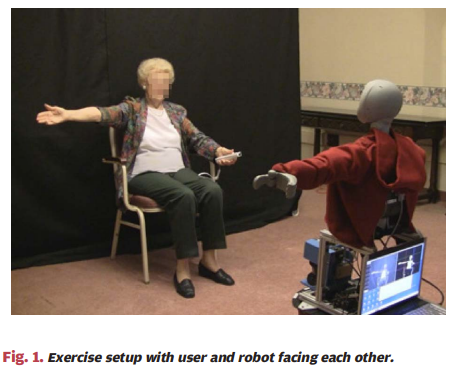 Fig. 1. Exercise setup with user and robot facing each other.